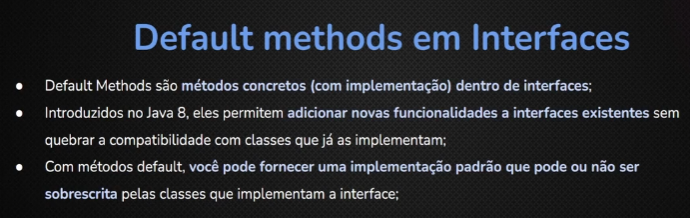 Default methods em Interfaces
● Default Methods são métodos concretos (com implementação) dentro de interfaces;
● Introduzidos no Java 8, eles permitem adicionar novas funcionalidades a interfaces existentes sem
quebrar a compatibilidade com classes que já as implementam;
● Com métodos default, você pode fornecer uma implementação padrão que pode ou não ser
sobrescrita pelas classes que implementam a interface;